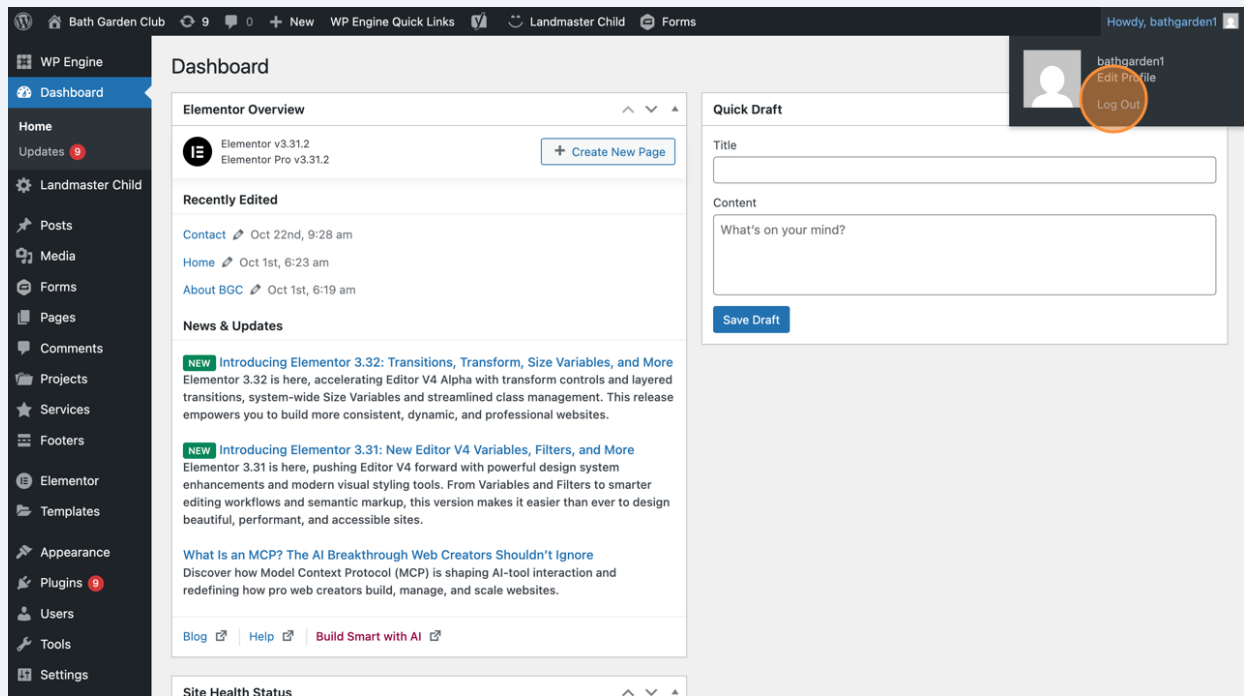 Bath Garden Club 9 0 New WP Engine Quick Links Landmaster Child Forms Howdy, bathgarden1
bathgarden1
Edit Profile
Log Out
WP Engine
Dashboard
Home
Updates 9
Landmaster Child
Posts
Media
Forms
Pages
Comments
Projects
Services
Footers
Elementor
Templates
Appearance
Plugins 9
Users
Tools
Settings
Dashboard
Elementor Overview
Elementor v3.31.2
Elementor Pro v3.31.2
+ Create New Page
Recently Edited
Contact Oct 22nd, 9:28 am
Home Oct 1st, 6:23 am
About BGC Oct 1st, 6:19 am
News & Updates
NEW Introducing Elementor 3.32: Transitions, Transform, Size Variables, and More
Elementor 3.32 is here, accelerating Editor V4 Alpha with transform controls and layered
transitions, system-wide Size Variables and streamlined class management. This release
empowers you to build more consistent, dynamic, and professional websites.
NEW Introducing Elementor 3.31: New Editor V4 Variables, Filters, and More
Elementor 3.31 is here, pushing Editor V4 forward with powerful design system
enhancements and modern visual styling tools. From Variables and Filters to smarter
editing workflows and semantic markup, this version makes it easier than ever to design
beautiful, performant, and accessible sites.
What Is an MCP? The AI Breakthrough Web Creators Shouldn't Ignore
Discover how Model Context Protocol (MCP) is shaping AI-tool interaction and
redefining how pro web creators build, manage, and scale websites.
Blog Help Build Smart with AI
Site Health Status
Quick Draft
Title
Content
What's on your mind?
Save Draft